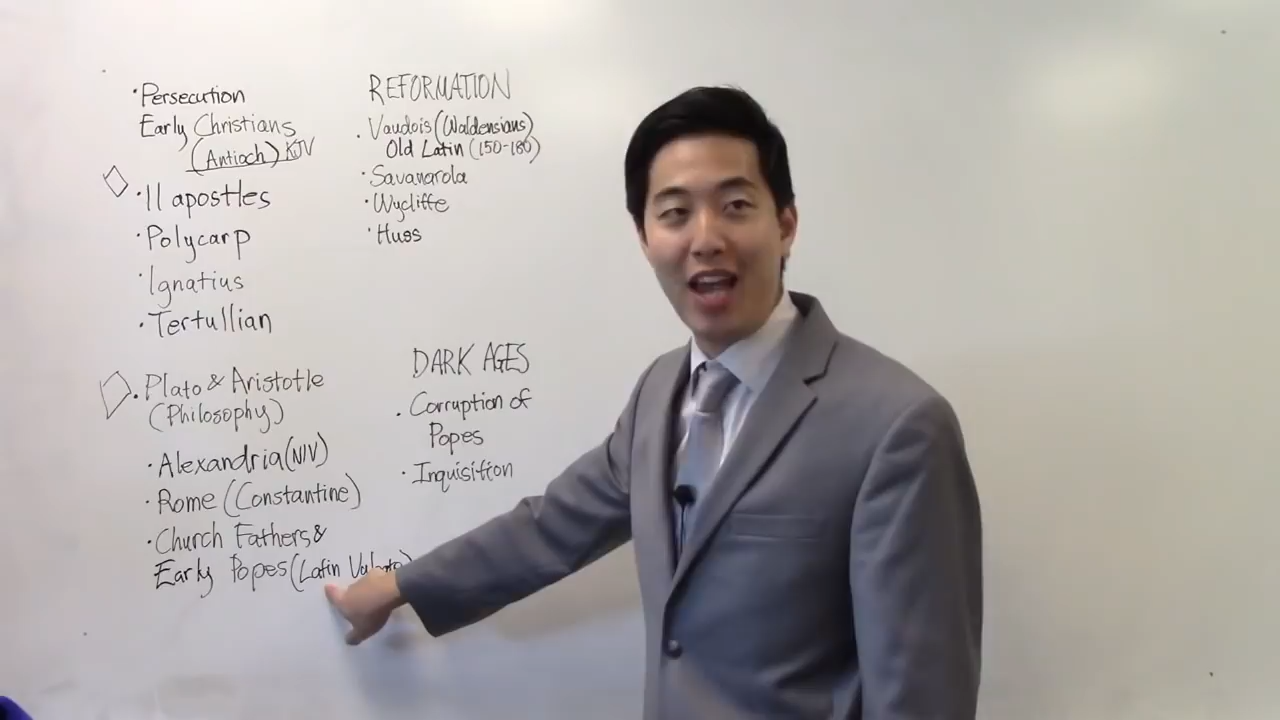 ·Persecution
Early Christians
(Antioch) KJV
·11 apostles
·Polycarp
·Ignatius
·Tertullian
·Plato & Aristotle
(Philosophy)
·Alexandria (NIV)
·Rome (Constantine)
·Church Fathers &
Early Popes (Latin
REFORMATION
·Vaudois (Waldensians)
Old Latin (150-180)
·Savanarola
·Wycliffe
·Huss
DARK AGES
·Corruption of
Popes
·Inquisition